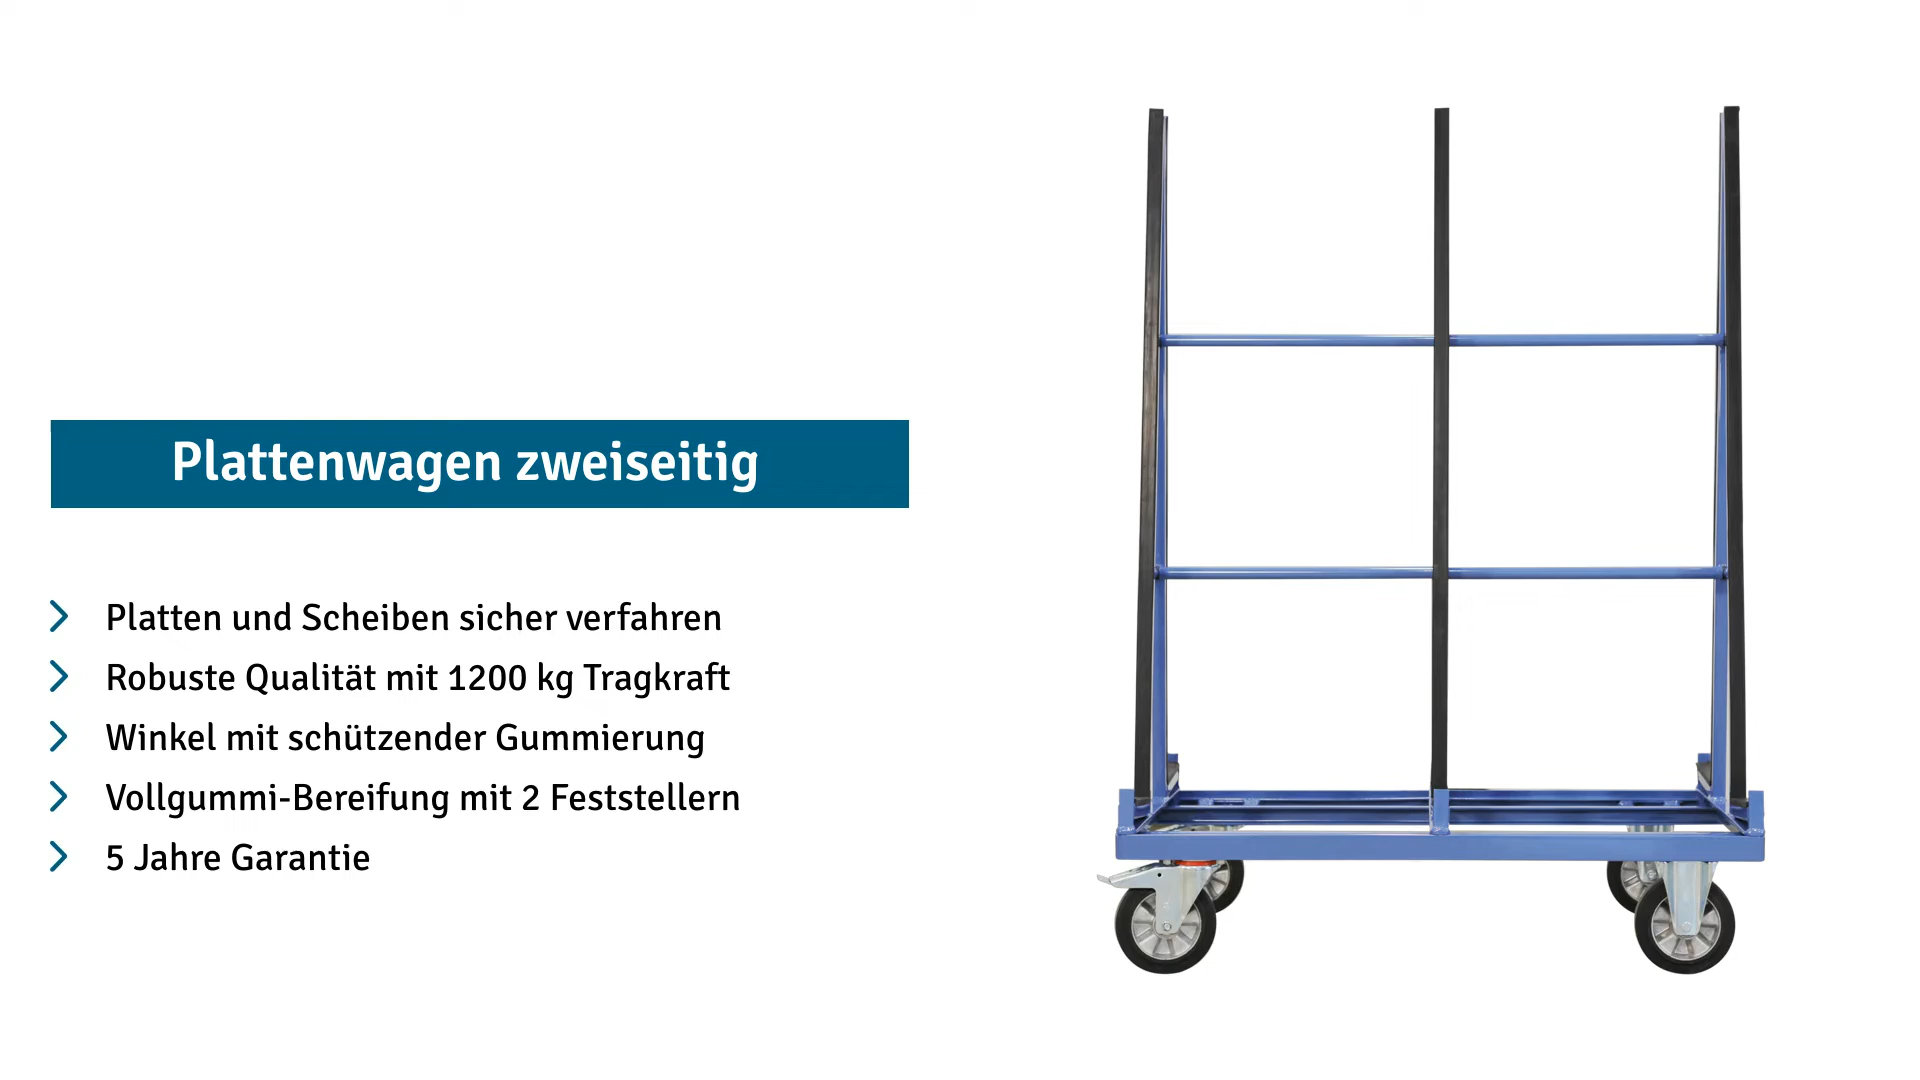 Plattenwagen zweiseitig
Platten und Scheiben sicher verfahren
Robuste Qualität mit 1200 kg Tragkraft
Winkel mit schützender Gummierung
Vollgummi-Bereifung mit 2 Feststellern
5 Jahre Garantie